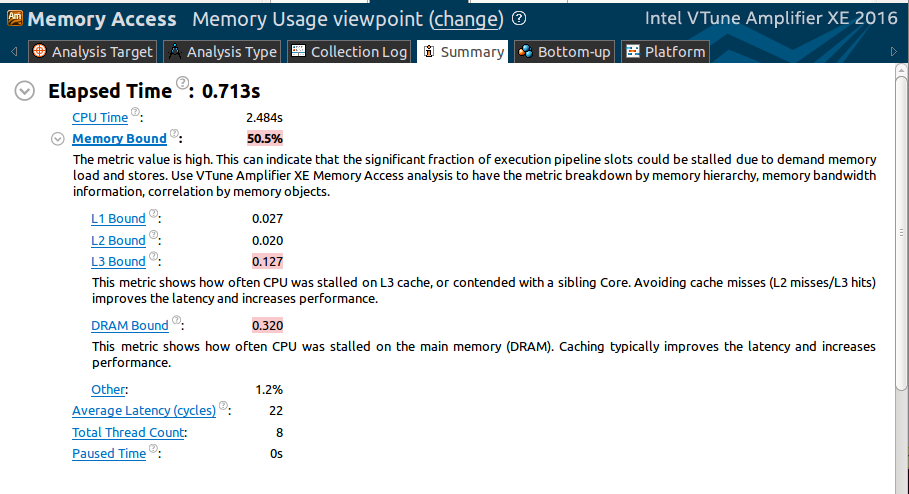 Am Memory Access Memory Usage viewpoint (change) ? Intel VTune Amplifier XE 2016
Analysis Target Analysis Type Collection Log Summary Bottom-up Platform
Elapsed Time ?: 0.713s
CPU Time ?: 2.484s
Memory Bound ?: 50.5%
The metric value is high. This can indicate that the significant fraction of execution pipeline slots could be stalled due to demand memory
load and stores. Use VTune Amplifier XE Memory Access analysis to have the metric breakdown by memory hierarchy, memory bandwidth
information, correlation by memory objects.
L1 Bound ?: 0.027
L2 Bound ?: 0.020
L3 Bound ?: 0.127
This metric shows how often CPU was stalled on L3 cache, or contended with a sibling Core. Avoiding cache misses (L2 misses/L3 hits)
improves the latency and increases performance.
DRAM Bound ?: 0.320
This metric shows how often CPU was stalled on the main memory (DRAM). Caching typically improves the latency and increases
performance.
Other: 1.2%
Average Latency (cycles) ?: 22
Total Thread Count: 8
Paused Time ?: 0s